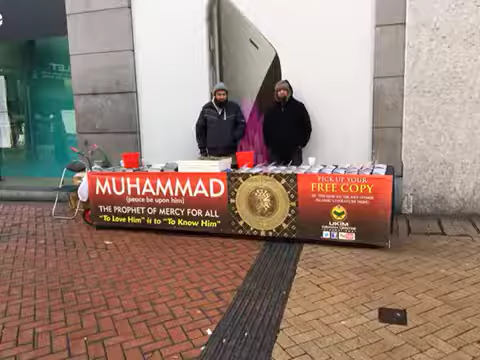 MUHAMMAD
(peace be upon him)
THE PROPHET OF MERCY FOR ALL
"To Love Him" is to "To Know Him"
PICK UP YOUR
FREE COPY
UKIM